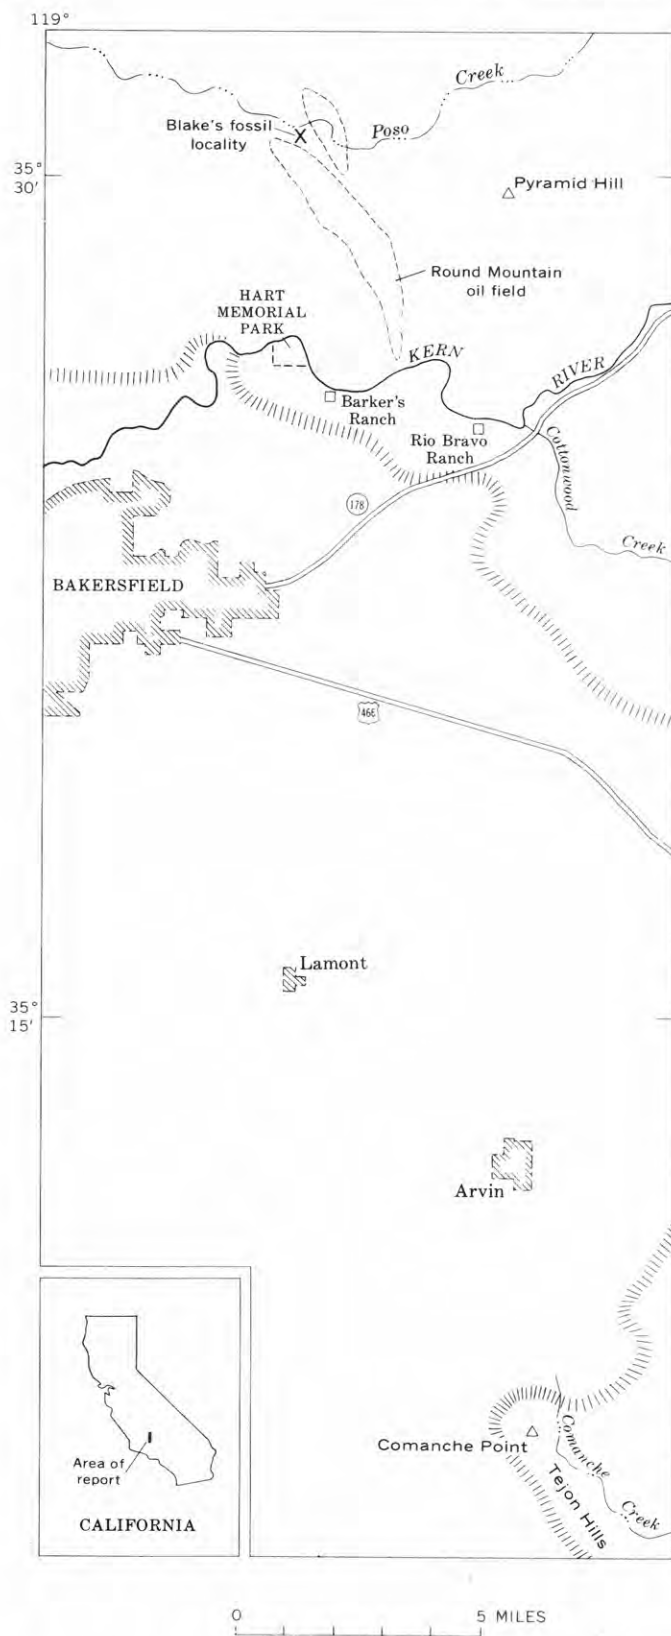 119°
Creek
Poso
Blake's fossil
locality
X
35°
30′
Pyramid Hill
Round Mountain
oil field
HART
MEMORIAL
PARK
KERN
RIVER
Barker's
Ranch
Rio Bravo
Ranch
Cottonwood
Creek
178
BAKERSFIELD
466
Lamont
35°
15′
Arvin
Comanche Point
Comanche
Creek
Tejon Hills
Area of
report
CALIFORNIA
0 5 MILES